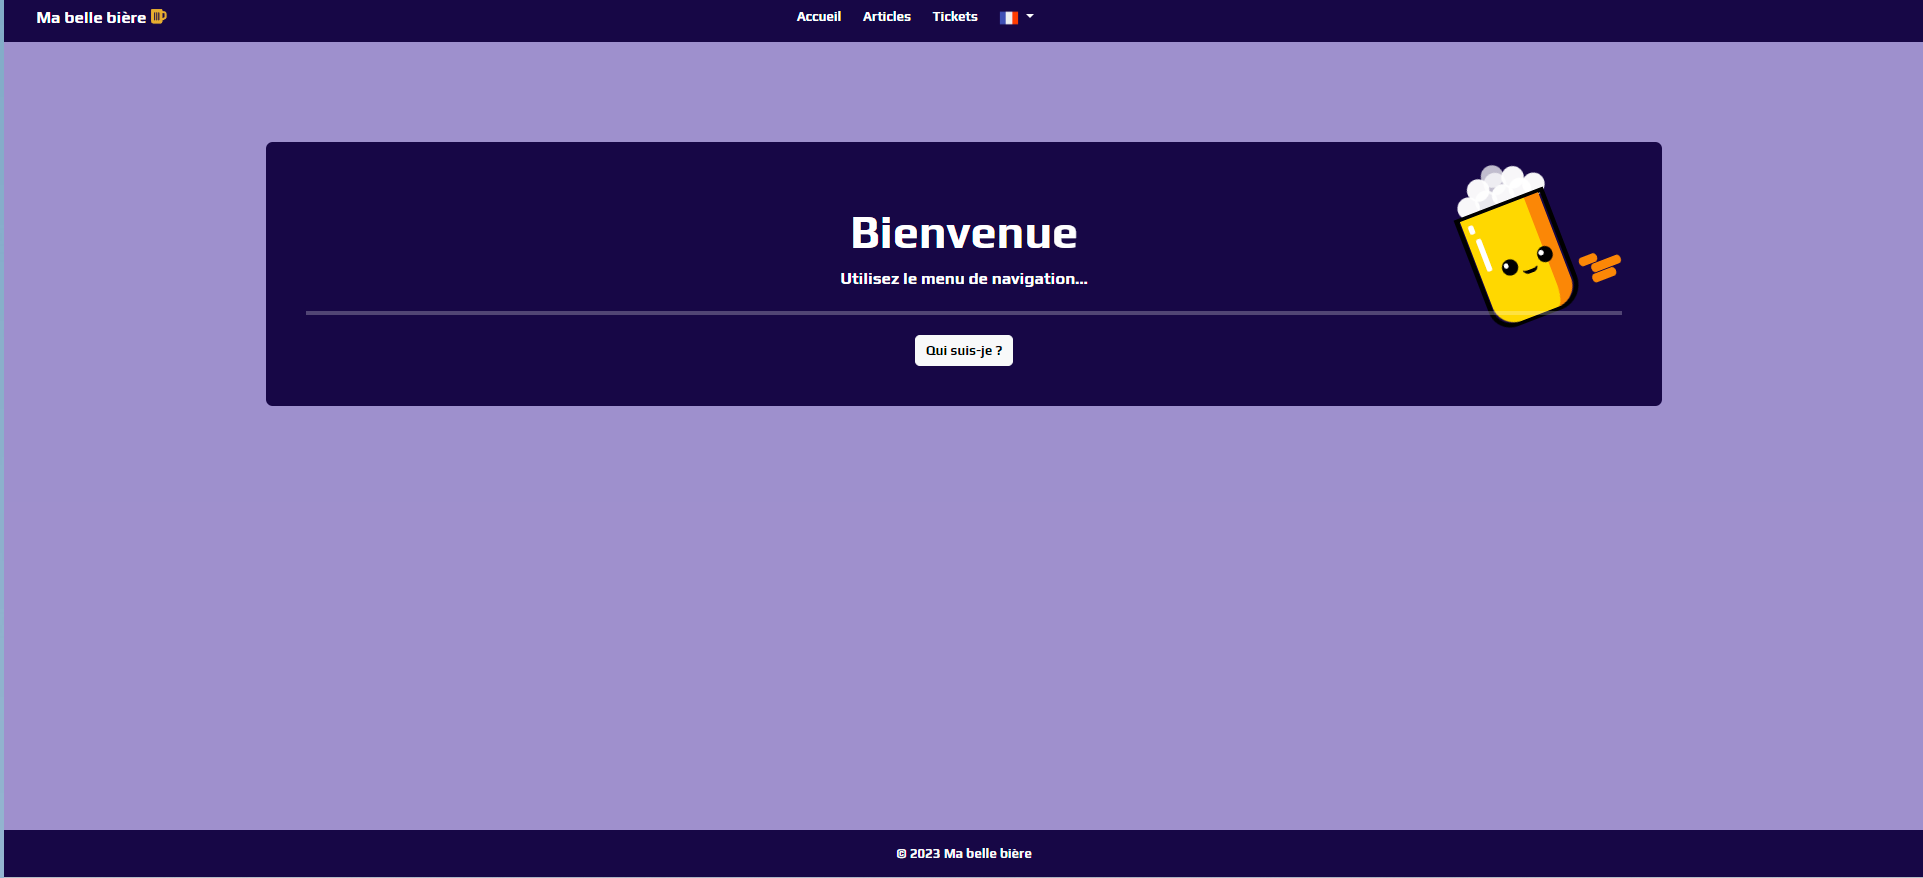 Ma belle bière
Accueil Articles Tickets
Bienvenue
Utilisez le menu de navigation...
Qui suis-je ?
© 2023 Ma belle bière